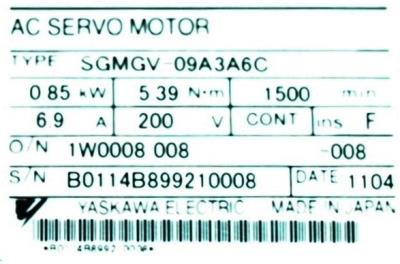 AC SERVO MOTOR
TYPE SGMGV-09A3A6C
0.85 kW 5.39 N·m 1500 min
6.9 A 200 V CONT ins F
O/N 1W0008 008 -008
S/N B0114B899210008 DATE 1104
YASKAWA ELECTRIC MADE IN JAPAN